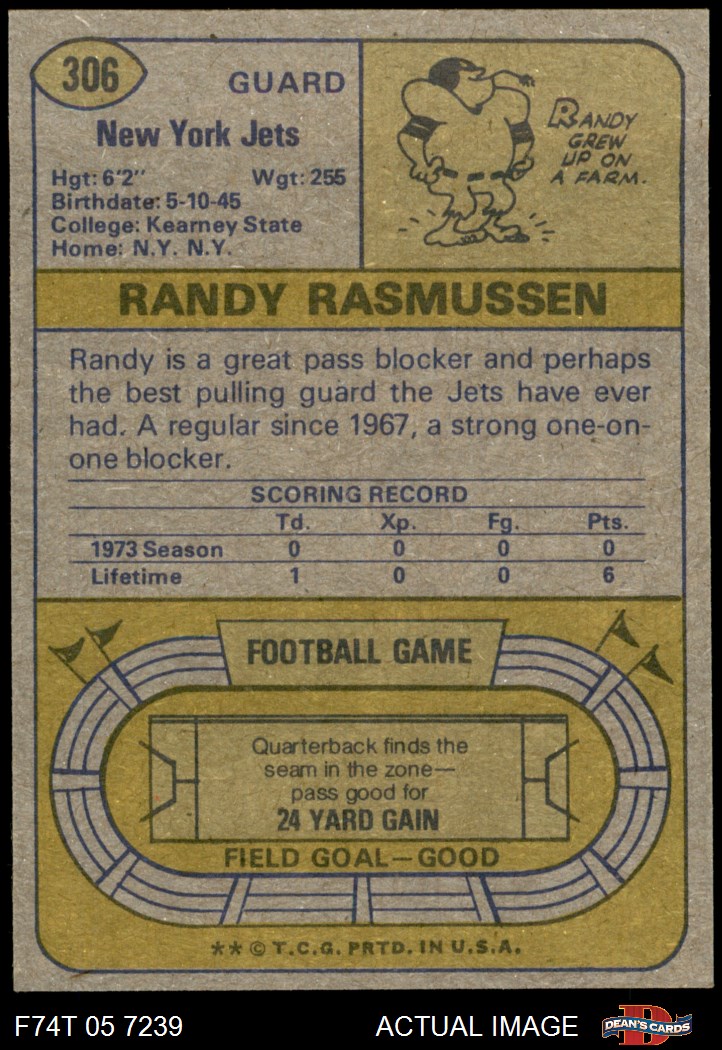 306
GUARD
New York Jets
Hgt: 6'2" Wgt: 255
Birthdate: 5-10-45
College: Kearney State
Home: N.Y. N.Y.
RANDY
GREW
UP ON
A FARM.
RANDY RASMUSSEN
Randy is a great pass blocker and perhaps
the best pulling guard the Jets have ever
had. A regular since 1967, a strong one-on-
one blocker.
SCORING RECORD
Td. Xp. Fg. Pts.
1973 Season 0 0 0 0
Lifetime 1 0 0 6
FOOTBALL GAME
Quarterback finds the
seam in the zone—
pass good for
24 YARD GAIN
FIELD GOAL—GOOD
** © T.C.G. PRTD. IN U.S.A.
F74T 05 7239 ACTUAL IMAGE D DEAN'S CARDS